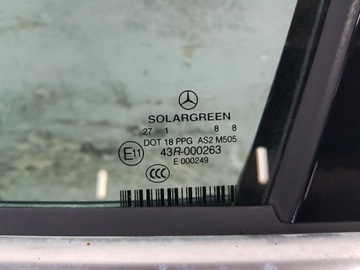 SOLARGREEN
27 1 8 8
DOT 18 PPG AS2 M505
E11 43R-000263
E 000249
CCC